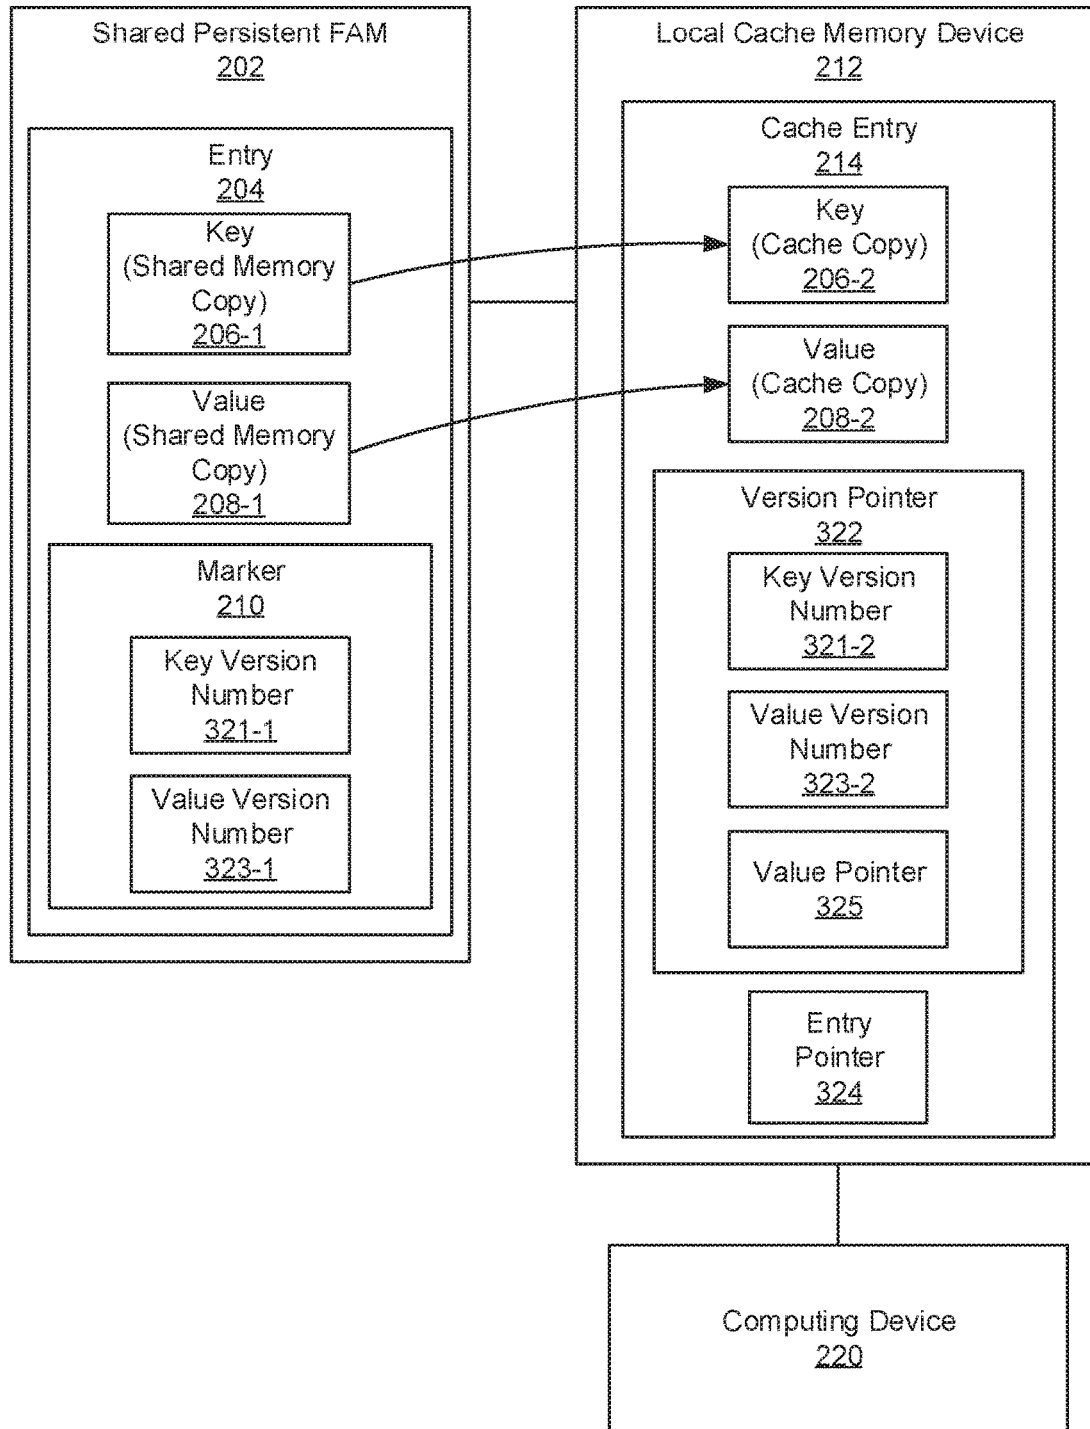 Shared Persistent FAM
202
Entry
204
Key
(Shared Memory
Copy)
206-1
Value
(Shared Memory
Copy)
208-1
Marker
210
Key Version
Number
321-1
Value Version
Number
323-1
Local Cache Memory Device
212
Cache Entry
214
Key
(Cache Copy)
206-2
Value
(Cache Copy)
208-2
Version Pointer
322
Key Version
Number
321-2
Value Version
Number
323-2
Value Pointer
325
Entry
Pointer
324
Computing Device
220